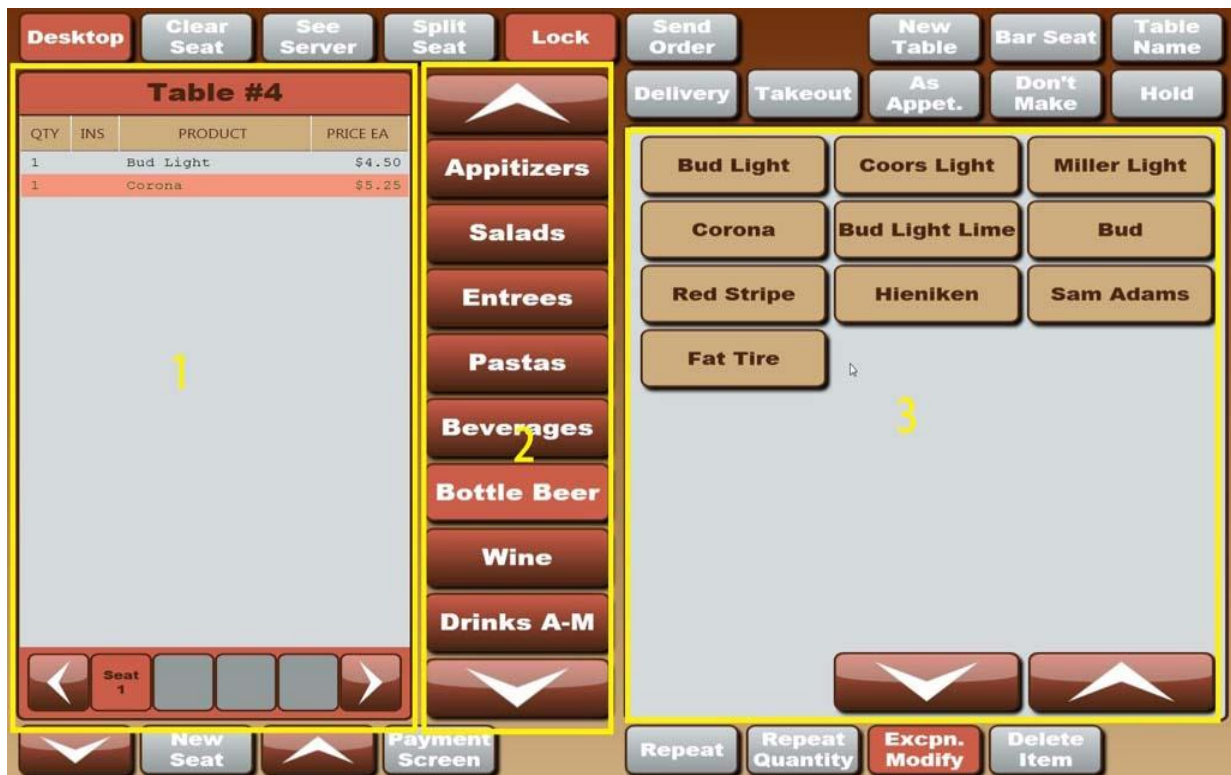 Desktop
Clear
Seat
See
Server
Split
Seat
Lock
Send
Order
New
Table
Bar Seat
Table
Name
Delivery
Takeout
As
Appet.
Don't
Make
Hold
Table #4
QTY INS PRODUCT PRICE EA
1 Bud Light $4.50
1 Corona $5.25
1
Seat
1
Appitizers
Salads
Entrees
Pastas
Beverages
2
Bottle Beer
Wine
Drinks A-M
Bud Light Coors Light Miller Light
Corona Bud Light Lime Bud
Red Stripe Hieniken Sam Adams
Fat Tire
3
New
Seat
Payment
Screen
Repeat
Repeat
Quantity
Excpn.
Modify
Delete
Item